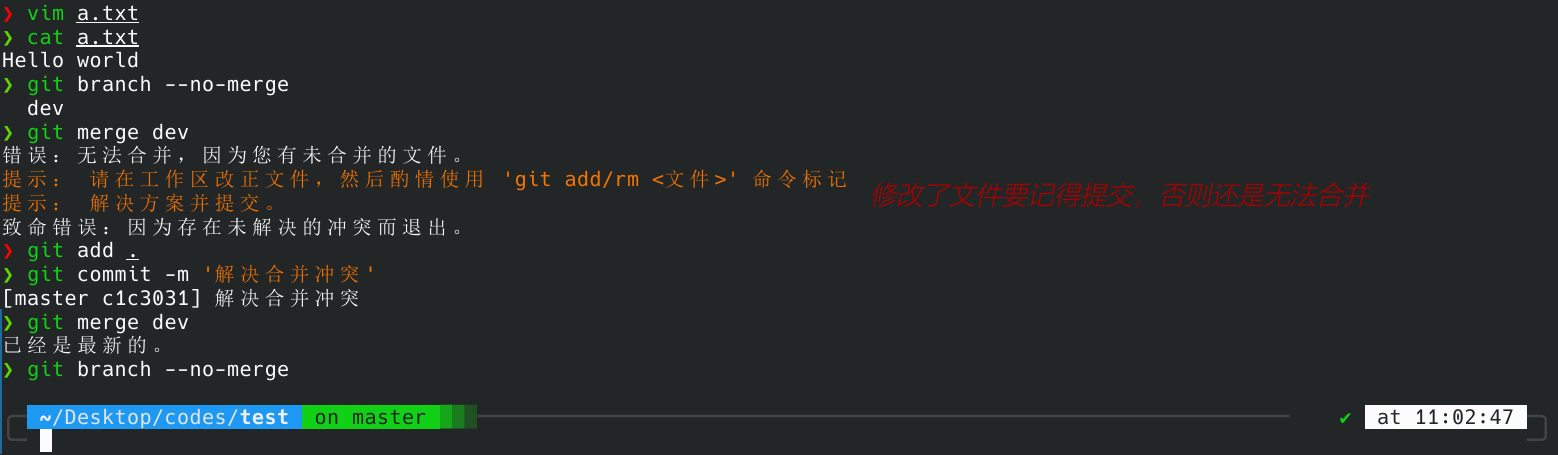 ❯ vim a.txt
❯ cat a.txt
Hello world
❯ git branch --no-merge
  dev
❯ git merge dev
错误：无法合并，因为您有未合并的文件。
提示： 请在工作区改正文件，然后酌情使用 'git add/rm <文件>' 命令标记
提示： 解决方案并提交。
修改了文件要记得提交，否则还是无法合并
致命错误：因为存在未解决的冲突而退出。
❯ git add .
❯ git commit -m '解决合并冲突'
[master c1c3031] 解决合并冲突
❯ git merge dev
已经是最新的。
❯ git branch --no-merge
~/Desktop/codes/test on master ✔ at 11:02:47